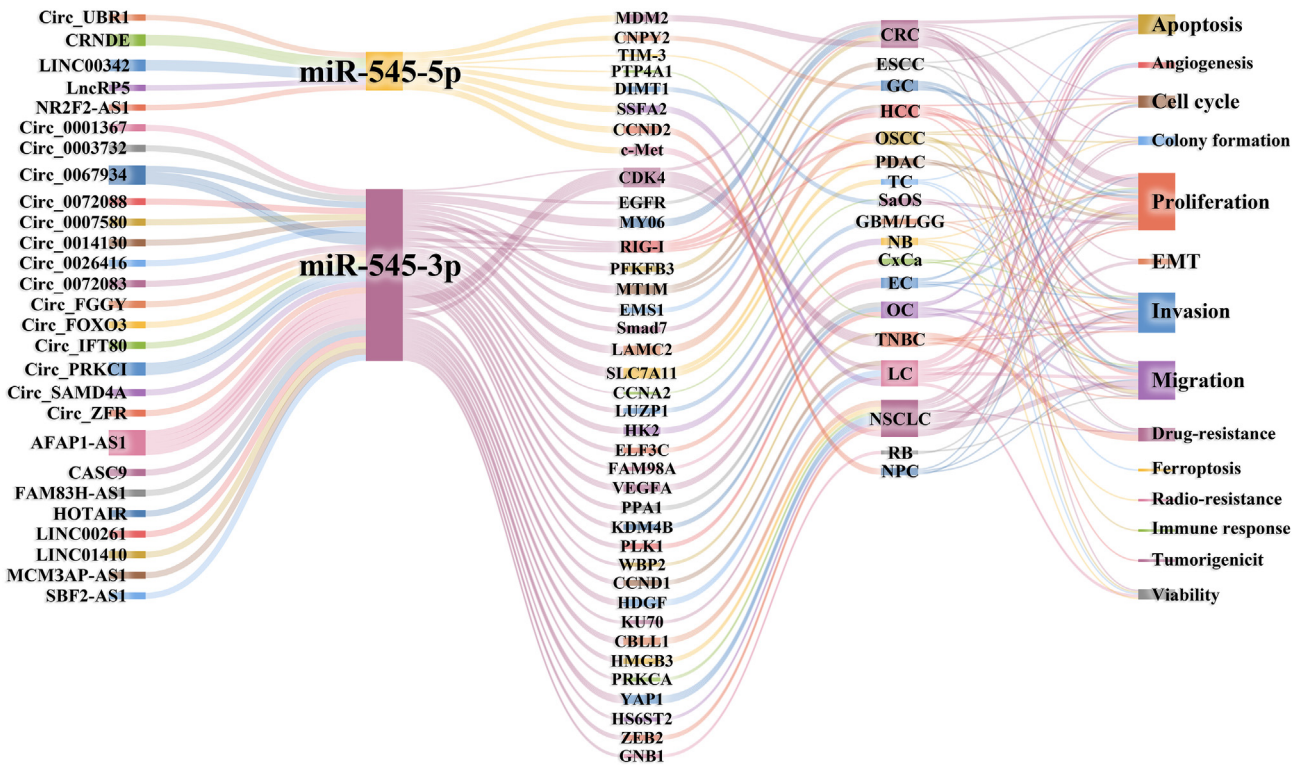 Circ_UBR1
CRNDE
LINC00342
LncRP5
NR2F2-AS1
Circ_0001367
Circ_0003732
Circ_0067934
Circ_0072088
Circ_0007580
Circ_0014130
Circ_0026416
Circ_0072083
Circ_FGGY
Circ_FOXO3
Circ_IFT80
Circ_PRKCI
Circ_SAMD4A
Circ_ZFR
AFAP1-AS1
CASC9
FAM83H-AS1
HOTAIR
LINC00261
LINC01410
MCM3AP-AS1
SBF2-AS1
miR-545-5p
miR-545-3p
MDM2
CNPY2
TIM-3
PTP4A1
DIMT1
SSFA2
CCND2
c-Met
CDK4
EGFR
MY06
RIG-I
PFKFB3
MT1M
EMS1
Smad7
LAMC2
SLC7A11
CCNA2
LUZP1
HK2
ELF3C
FAM98A
VEGFA
PPA1
KDM4B
PLK1
WBP2
CCND1
HDGF
KU70
CBLL1
HMGB3
PRKCA
YAP1
HS6ST2
ZEB2
GNB1
CRC
ESCC
GC
HCC
OSCC
PDAC
TC
SaOS
GBM/LGG
NB
CxCa
EC
OC
TNBC
LC
NSCLC
RB
NPC
Apoptosis
Angiogenesis
Cell cycle
Colony formation
Proliferation
EMT
Invasion
Migration
Drug-resistance
Ferroptosis
Radio-resistance
Immune response
Tumorigenicit
Viability